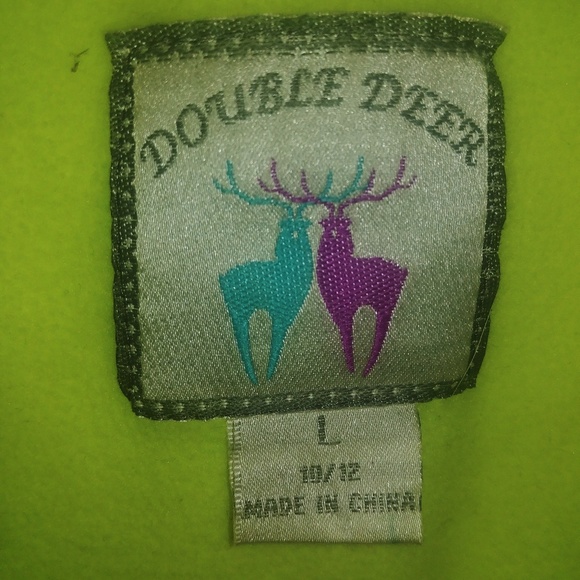 DOUBLE DEER
L
10/12
MADE IN CHINA